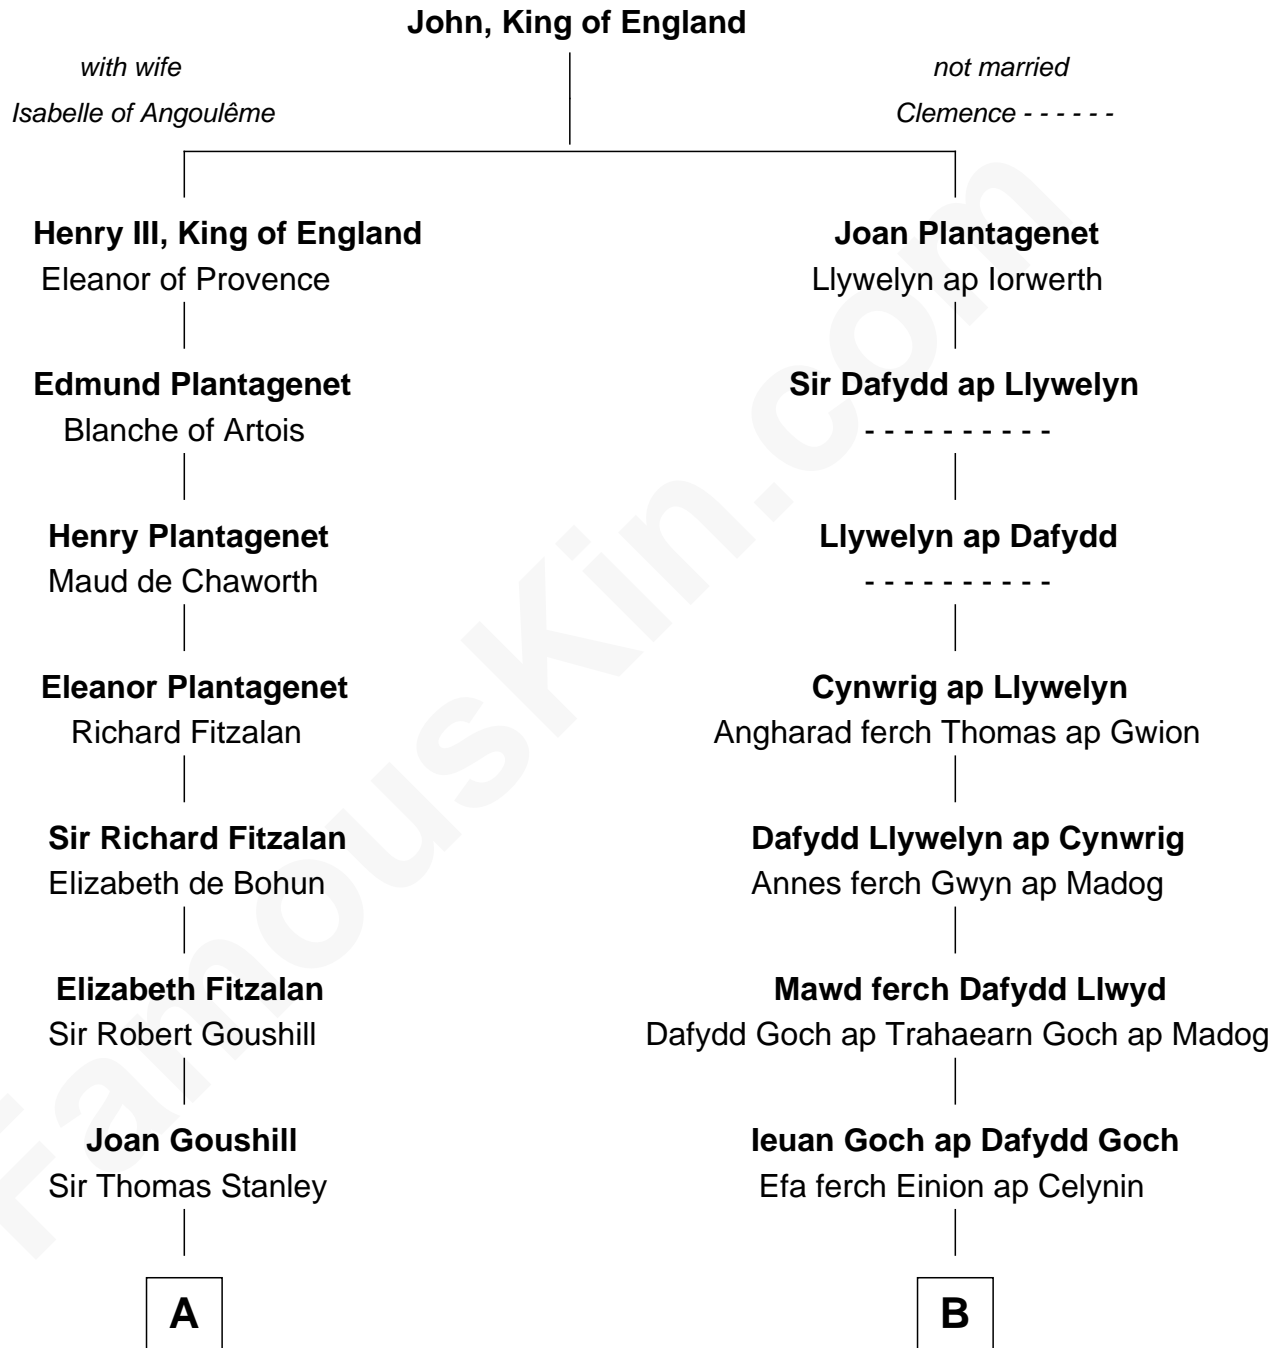 John, King of England
with wife
Isabelle of Angoulême
not married
Clemence - - - - - -
Henry III, King of England
Eleanor of Provence
Joan Plantagenet
Llywelyn ap Iorwerth
Edmund Plantagenet
Blanche of Artois
Sir Dafydd ap Llywelyn
- - - - - - - - - -
Henry Plantagenet
Maud de Chaworth
Llywelyn ap Dafydd
- - - - - - - - - -
Eleanor Plantagenet
Richard Fitzalan
Cynwrig ap Llywelyn
Angharad ferch Thomas ap Gwion
Sir Richard Fitzalan
Elizabeth de Bohun
Dafydd Llywelyn ap Cynwrig
Annes ferch Gwyn ap Madog
Elizabeth Fitzalan
Sir Robert Goushill
Mawd ferch Dafydd Llwyd
Dafydd Goch ap Trahaearn Goch ap Madog
Joan Goushill
Sir Thomas Stanley
Ieuan Goch ap Dafydd Goch
Efa ferch Einion ap Celynin
A
B
FamousKin.com